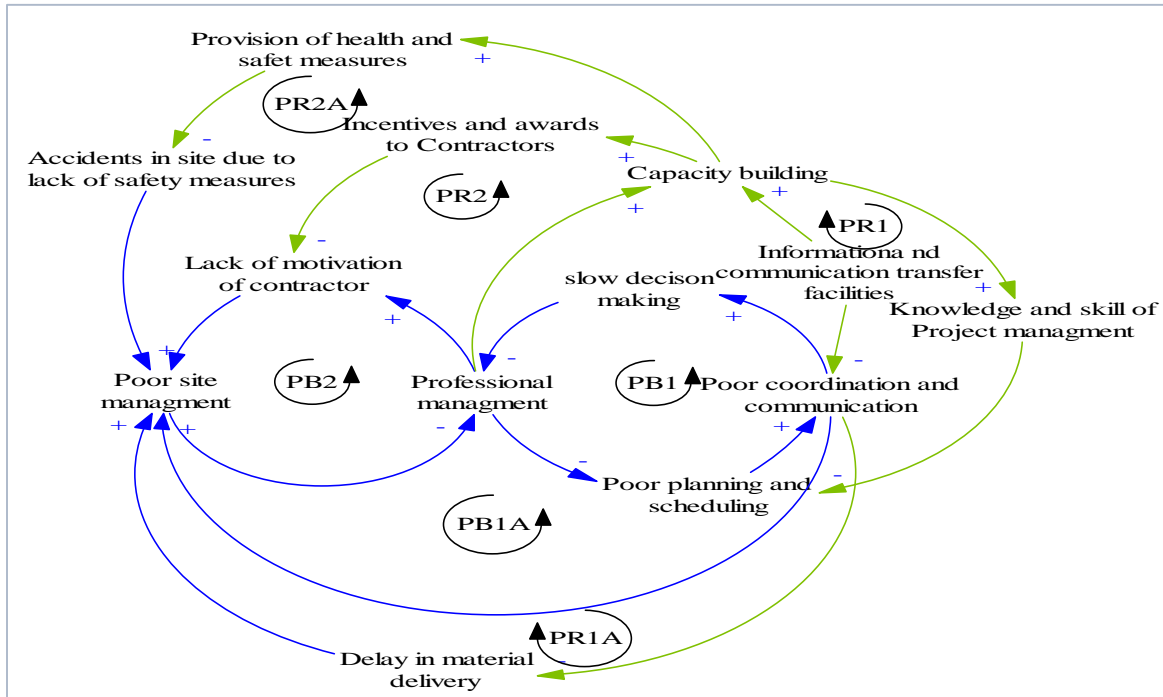 Provision of health and
safet measures
+
PR2A
-
Incentives and awards
to Contractors
+
Accidents in site due to
lack of safety measures
Capacity building
+
+
PR2
PR1
-
Lack of motivation
of contractor
+
slow decison
making
+
-
Informationa nd
communication transfer
facilities
-
+
Knowledge and skill of
Project managment
+
+
Poor site
managment
+
+
PB2
Professional
managment
-
PB1
Poor coordination and
communication
+
-
-
Poor planning and
scheduling
PB1A
PR1A
Delay in material
delivery
-